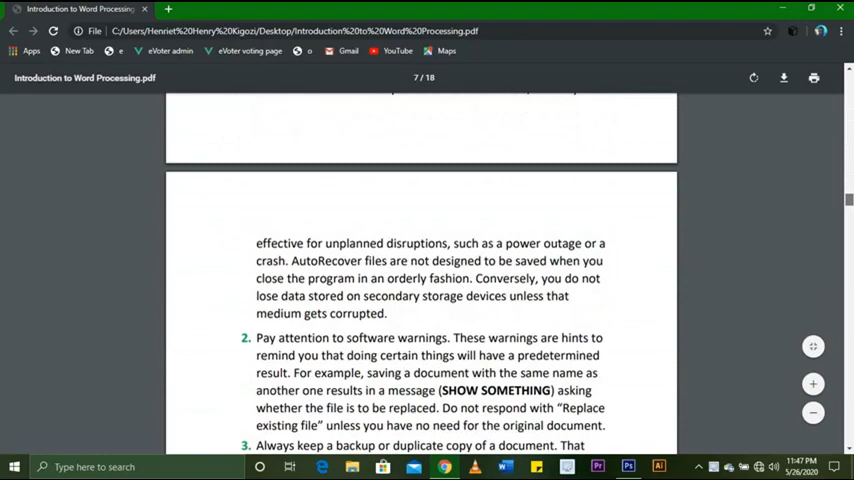 Introduction to Word Processing
File C:/Users/Henriet%20Henry%20Kigozi/Desktop/Introduction%20to%20Word%20Processing.pdf
Apps New Tab e eVoter admin eVoter voting page o Gmail YouTube Maps
Introduction to Word Processing.pdf 7 / 18
effective for unplanned disruptions, such as a power outage or a
crash. AutoRecover files are not designed to be saved when you
close the program in an orderly fashion. Conversely, you do not
lose data stored on secondary storage devices unless that
medium gets corrupted.
2. Pay attention to software warnings. These warnings are hints to
remind you that doing certain things will have a predetermined
result. For example, saving a document with the same name as
another one results in a message (SHOW SOMETHING) asking
whether the file is to be replaced. Do not respond with “Replace
existing file” unless you have no need for the original document.
3. Always keep a backup or duplicate copy of a document. That
Type here to search
11:47 PM
5/26/2020